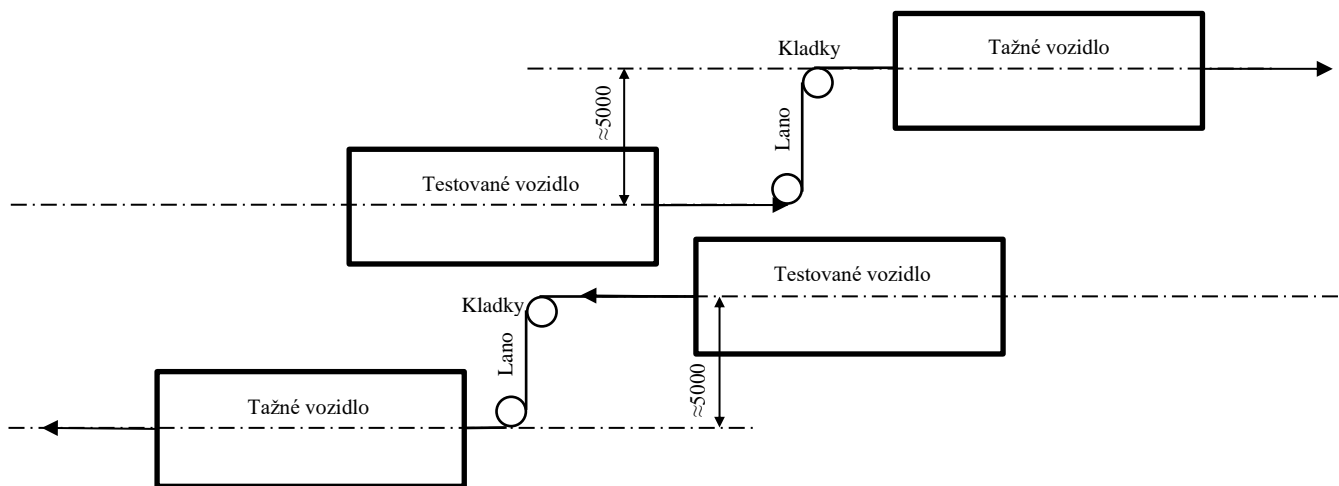 Kladky
Tažné vozidlo
≈5000
Lano
Testované vozidlo
Testované vozidlo
Kladky
Lano
≈5000
Tažné vozidlo